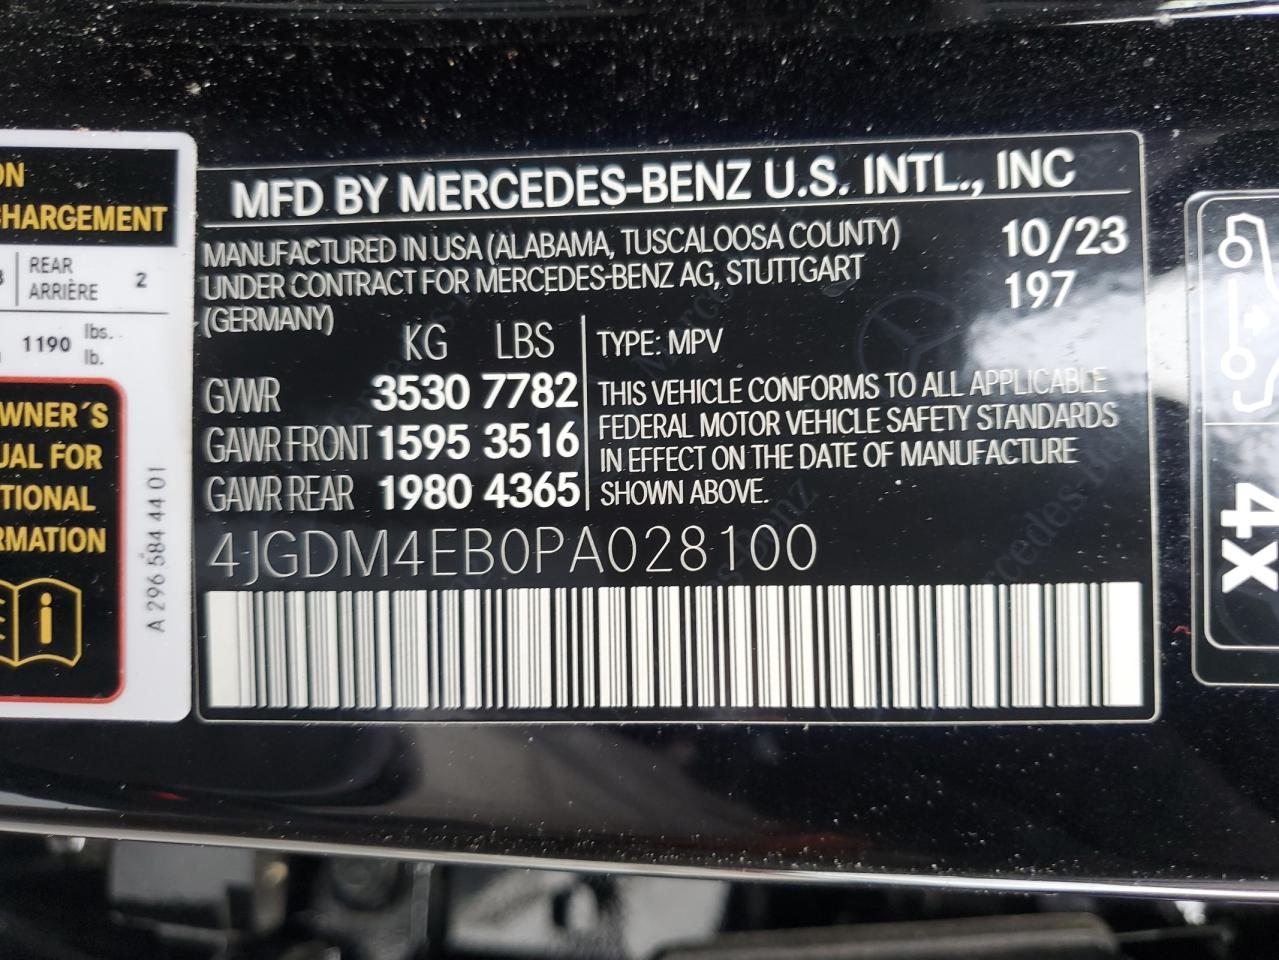 ON
CHARGEMENT
REAR
ARRIÈRE 2
1190 lbs.
lb.
OWNER´S
UAL FOR
TIONAL
RMATION
i
A 296 584 44 01
MFD BY MERCEDES-BENZ U.S. INTL., INC
MANUFACTURED IN USA (ALABAMA, TUSCALOOSA COUNTY) 10/23
UNDER CONTRACT FOR MERCEDES-BENZ AG, STUTTGART 197
(GERMANY)
KG LBS
GVWR 3530 7782
GAWR FRONT 1595 3516
GAWR REAR 1980 4365
TYPE: MPV
THIS VEHICLE CONFORMS TO ALL APPLICABLE
FEDERAL MOTOR VEHICLE SAFETY STANDARDS
IN EFFECT ON THE DATE OF MANUFACTURE
SHOWN ABOVE.
4JGDM4EB0PA028100
4x